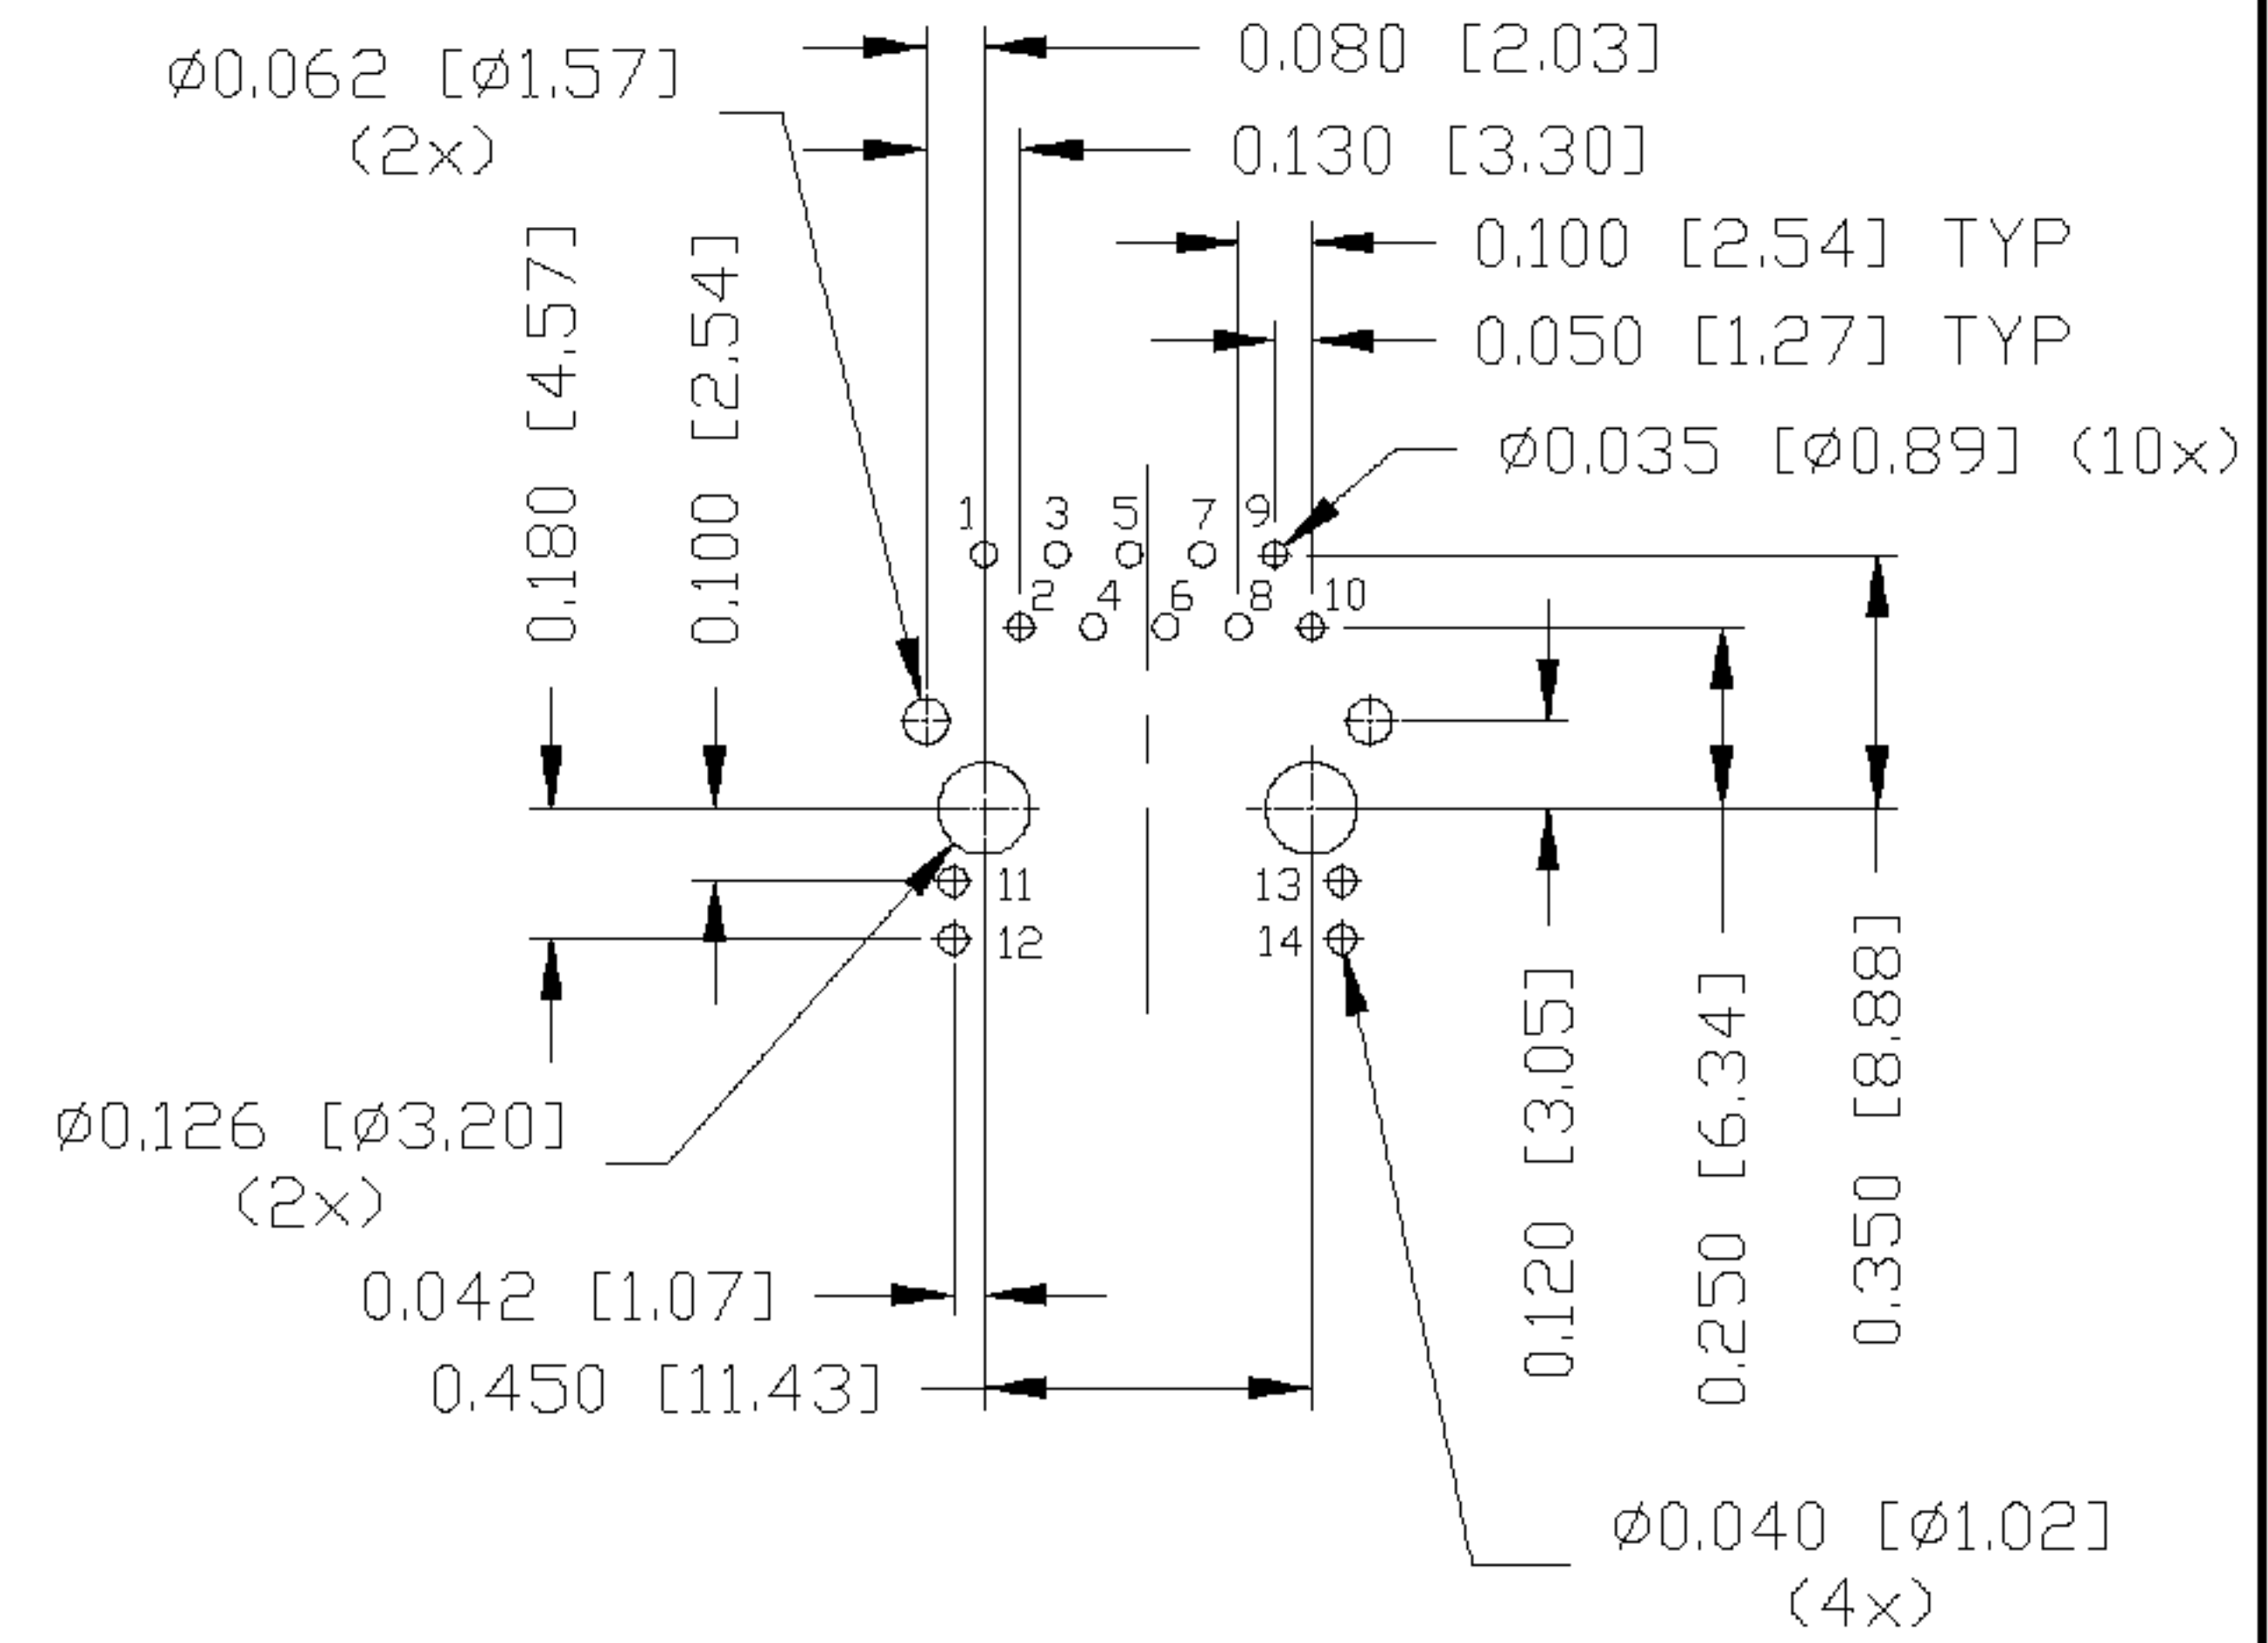 0.080 [2.03]
Ø0.062 [Ø1.57]
(2x)
0.130 [3.30]
0.100 [2.54] TYP
0.050 [1.27] TYP
0.180 [4.57]
0.100 [2.54]
Ø0.035 [Ø0.89] (10x)
1 3 5 7 9
2 4 6 8 10
11 13
12 14
0.120 [3.05]
0.250 [6.34]
0.350 [8.88]
Ø0.126 [Ø3.20]
(2x)
0.042 [1.07]
0.450 [11.43]
Ø0.040 [Ø1.02]
(4x)